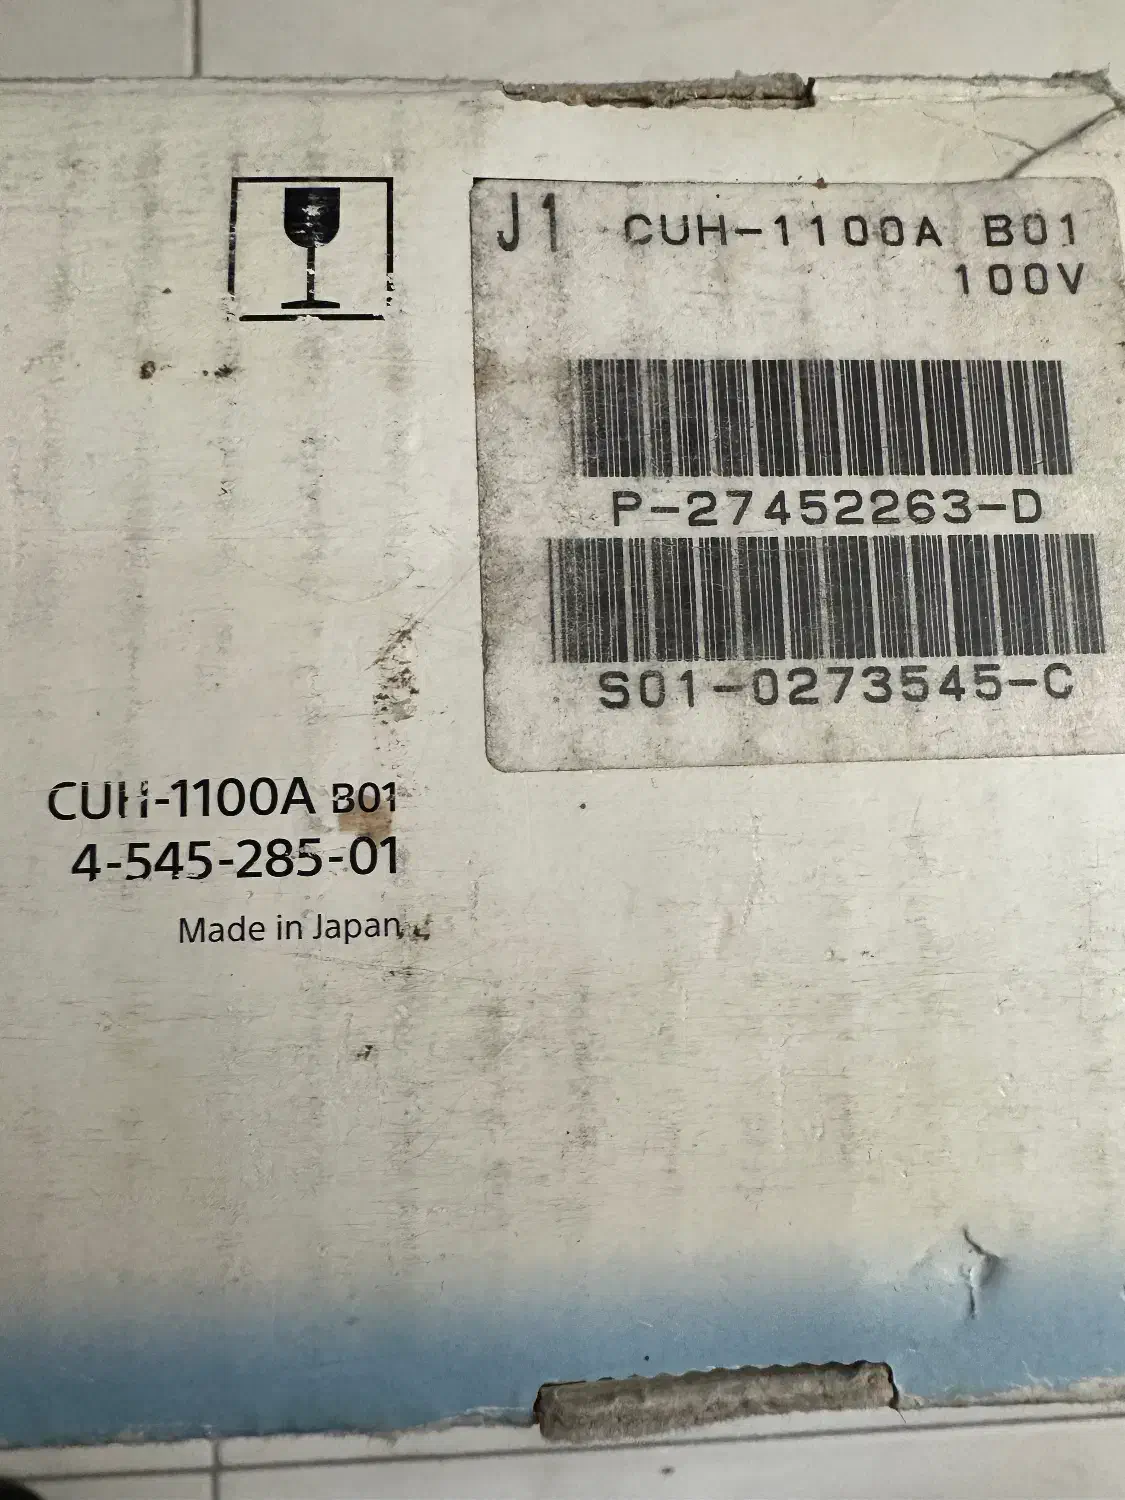 J1 CUH-1100A B01
100V
P-27452263-D
S01-0273545-C
CUH-1100A B01
4-545-285-01
Made in Japan